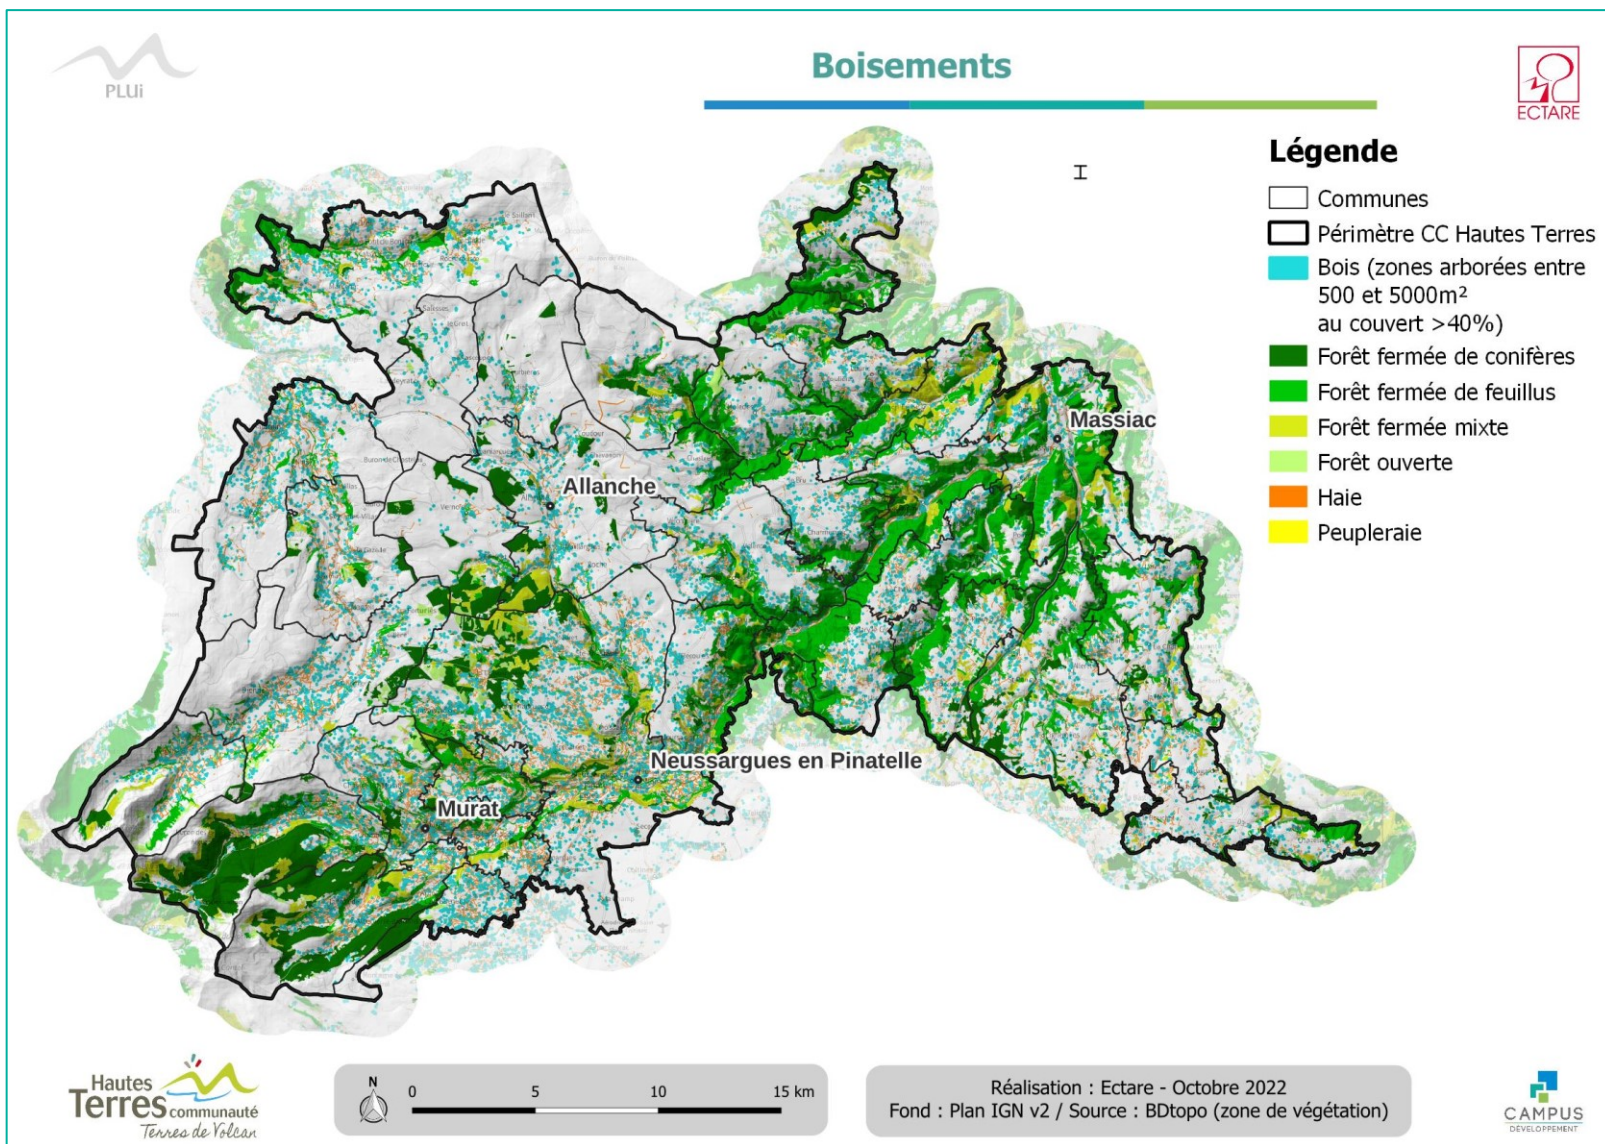 PLUi
Boisements
ECTARE
Légende
Communes
Périmètre CC Hautes Terres
Bois (zones arborées entre
500 et 5000m²
au couvert >40%)
Forêt fermée de conifères
Forêt fermée de feuillus
Forêt fermée mixte
Forêt ouverte
Haie
Peupleraie
Massiac
Allanche
Neussargues en Pinatelle
Murat
Hautes
Terres communauté
Terres de Volcan
N
0 5 10 15 km
Réalisation : Ectare - Octobre 2022
Fond : Plan IGN v2 / Source : BDtopo (zone de végétation)
CAMPUS
DÉVELOPPEMENT